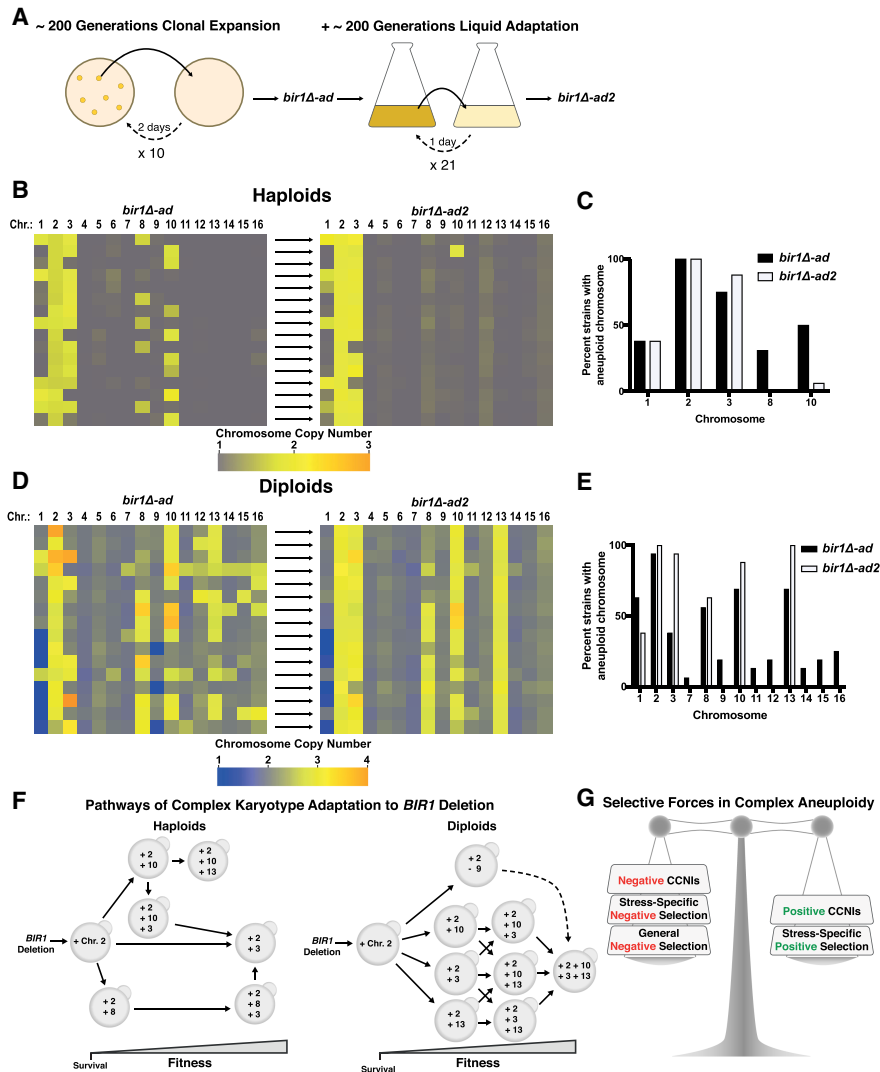 A
~ 200 Generations Clonal Expansion
+ ~ 200 Generations Liquid Adaptation
2 days
x 10
bir1Δ-ad
1 day
x 21
bir1Δ-ad2
B
Haploids
bir1Δ-ad
bir1Δ-ad2
Chr.: 1 2 3 4 5 6 7 8 9 10 11 12 13 14 15 16
1 2 3 4 5 6 7 8 9 10 11 12 13 14 15 16
Chromosome Copy Number
1 2 3
C
Percent strains with
aneuploid chromosome
100
50
0
bir1Δ-ad
bir1Δ-ad2
1 2 3 8 10
Chromosome
D
Diploids
bir1Δ-ad
bir1Δ-ad2
Chr.: 1 2 3 4 5 6 7 8 9 10 11 12 13 14 15 16
1 2 3 4 5 6 7 8 9 10 11 12 13 14 15 16
Chromosome Copy Number
1 2 3 4
E
Percent strains with
aneuploid chromosome
100
50
0
bir1Δ-ad
bir1Δ-ad2
1 2 3 7 8 9 10 11 12 13 14 15 16
Chromosome
F
Pathways of Complex Karyotype Adaptation to BIR1 Deletion
Haploids
BIR1
Deletion
+ Chr. 2
+ 2
+ 10
+ 2
+ 10
+ 13
+ 2
+ 10
+ 3
+ 2
+ 3
+ 2
+ 8
+ 2
+ 8
+ 3
Survival
Fitness
Diploids
BIR1
Deletion
+ Chr. 2
+ 2
- 9
+ 2
+ 10
+ 2
+ 3
+ 2
+ 13
+ 2
+ 10
+ 3
+ 2
+ 10
+ 13
+ 2
+ 3
+ 13
+ 2 + 10
+ 3 + 13
Survival
Fitness
G
Selective Forces in Complex Aneuploidy
Negative CCNIs
Stress-Specific
Negative Selection
General
Negative Selection
Positive CCNIs
Stress-Specific
Positive Selection